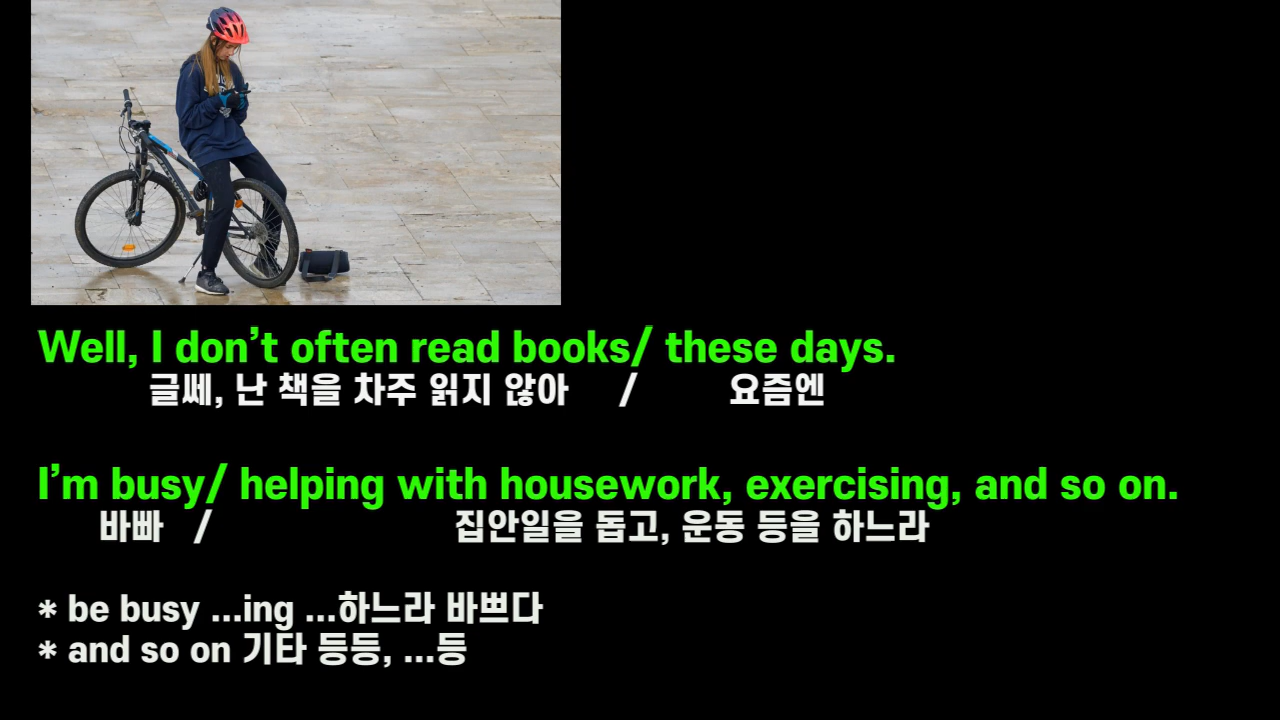 Well, I don’t often read books/ these days.
글쎄, 난 책을 차주 읽지 않아 / 요즘엔
I’m busy/ helping with housework, exercising, and so on.
바빠 / 집안일을 돕고, 운동 등을 하느라
* be busy ...ing ...하느라 바쁘다
* and so on 기타 등등, ...등